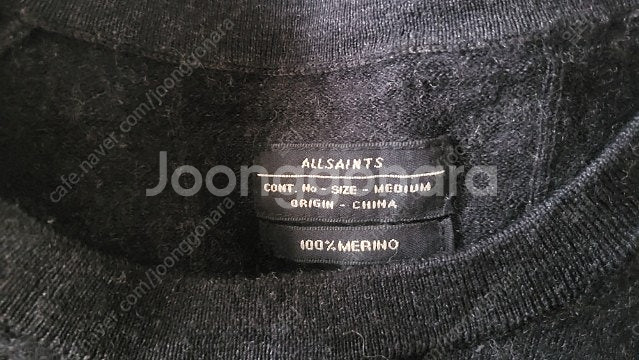 ALLSAINTS
CONT. No - SIZE - MEDIUM
ORIGIN - CHINA
100% MERINO
Joonggonara
cafe.naver.com/joonggonara